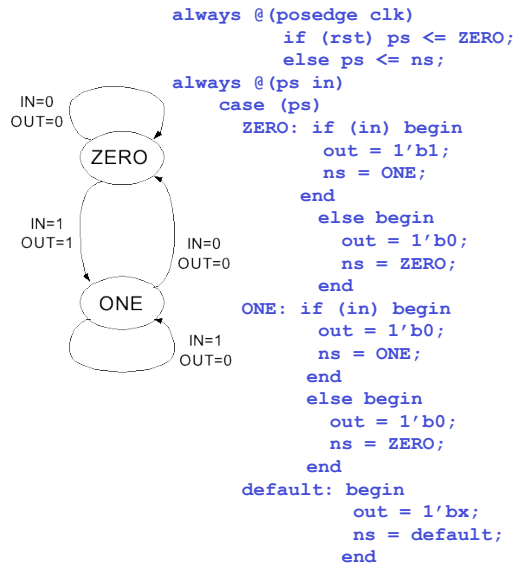 always @(posedge clk)
if (rst) ps <= ZERO;
else ps <= ns;
always @(ps in)
case (ps)
ZERO: if (in) begin
out = 1’b1;
ns = ONE;
end
else begin
out = 1’b0;
ns = ZERO;
end
ONE: if (in) begin
out = 1’b0;
ns = ONE;
end
else begin
out = 1’b0;
ns = ZERO;
end
default: begin
out = 1’bx;
ns = default;
end
IN=0
OUT=0
ZERO
IN=1
OUT=1
IN=0
OUT=0
ONE
IN=1
OUT=0